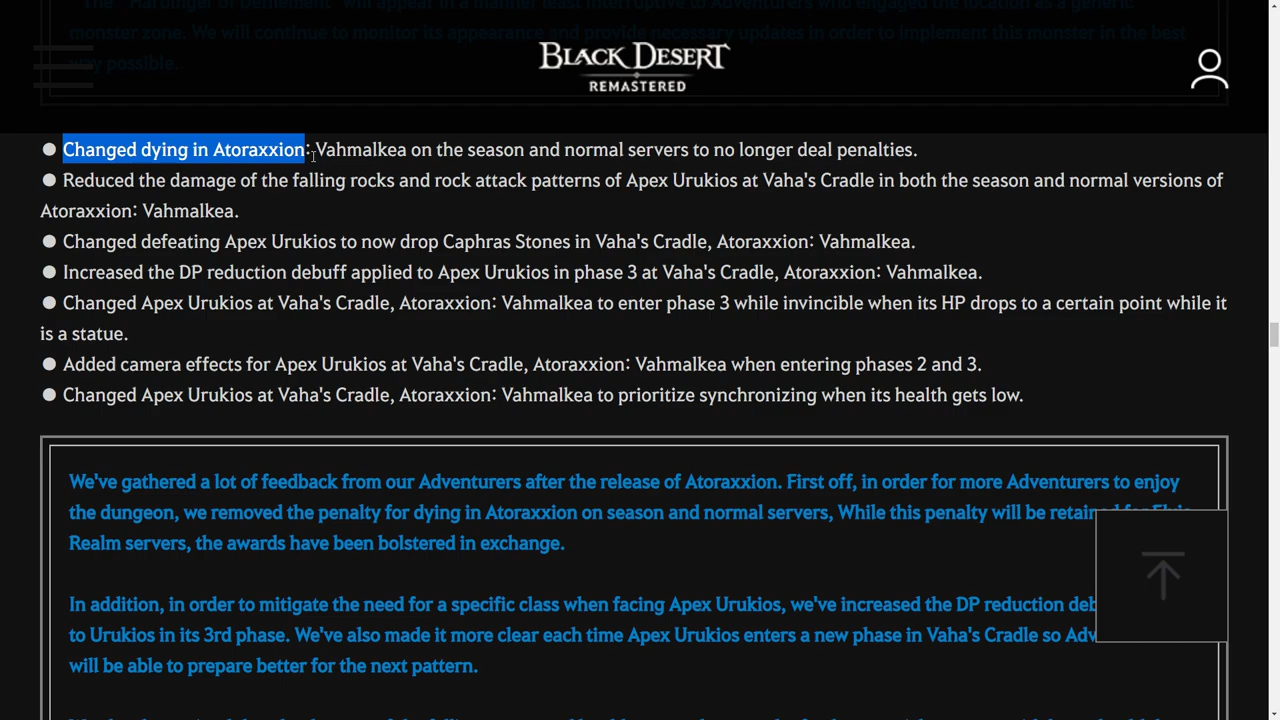 The "Harbinger of Defilement" will appear in a manner least interruptive to Adventurers who engaged the location as a generic
monster zone. We will continue to monitor its appearance and provide necessary updates in order to implement this monster in the best
way possible.
BLACK DESERT
REMASTERED
● Changed dying in Atoraxxion: Vahmalkea on the season and normal servers to no longer deal penalties.
● Reduced the damage of the falling rocks and rock attack patterns of Apex Urukios at Vaha's Cradle in both the season and normal versions of
Atoraxxion: Vahmalkea.
● Changed defeating Apex Urukios to now drop Caphras Stones in Vaha's Cradle, Atoraxxion: Vahmalkea.
● Increased the DP reduction debuff applied to Apex Urukios in phase 3 at Vaha's Cradle, Atoraxxion: Vahmalkea.
● Changed Apex Urukios at Vaha's Cradle, Atoraxxion: Vahmalkea to enter phase 3 while invincible when its HP drops to a certain point while it
is a statue.
● Added camera effects for Apex Urukios at Vaha's Cradle, Atoraxxion: Vahmalkea when entering phases 2 and 3.
● Changed Apex Urukios at Vaha's Cradle, Atoraxxion: Vahmalkea to prioritize synchronizing when its health gets low.
We've gathered a lot of feedback from our Adventurers after the release of Atoraxxion. First off, in order for more Adventurers to enjoy
the dungeon, we removed the penalty for dying in Atoraxxion on season and normal servers, While this penalty will be retained for Elvia
Realm servers, the awards have been bolstered in exchange.
In addition, in order to mitigate the need for a specific class when facing Apex Urukios, we've increased the DP reduction deb
to Urukios in its 3rd phase. We've also made it more clear each time Apex Urukios enters a new phase in Vaha's Cradle so Adv
will be able to prepare better for the next pattern.